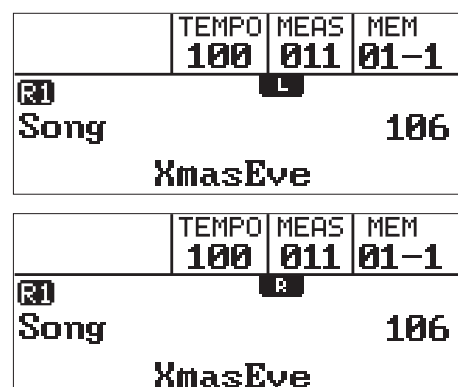 TEMPO MEAS MEM
100 011 01-1
L
R1
Song 106
XmasEve
TEMPO MEAS MEM
100 011 01-1
R
R1
Song 106
XmasEve